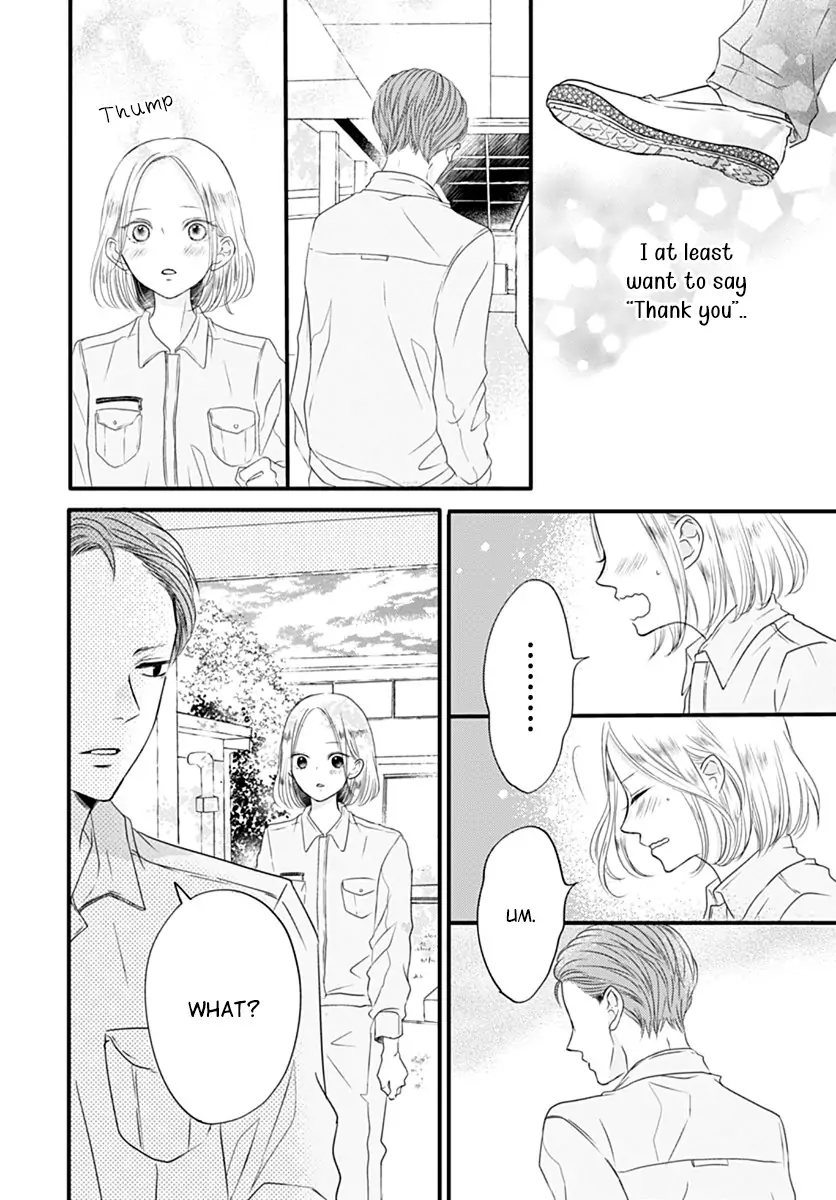 I at least
want to say
"Thank you"..
Thump
.........
UM.
WHAT?